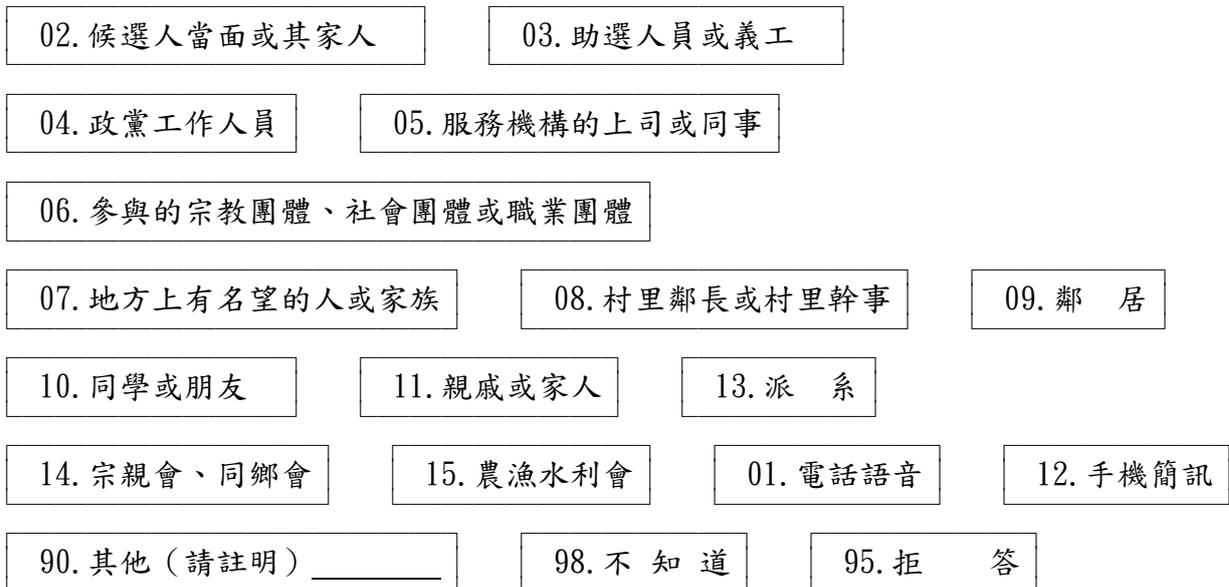 02.候選人當面或其家人 03.助選人員或義工
04.政黨工作人員 05.服務機構的上司或同事
06.參與的宗教團體、社會團體或職業團體
07.地方上有名望的人或家族 08.村里鄰長或村里幹事 09.鄰 居
10.同學或朋友 11.親戚或家人 13.派 系
14.宗親會、同鄉會 15.農漁水利會 01.電話語音 12.手機簡訊
90.其他（請註明）________ 98.不 知 道 95.拒 答